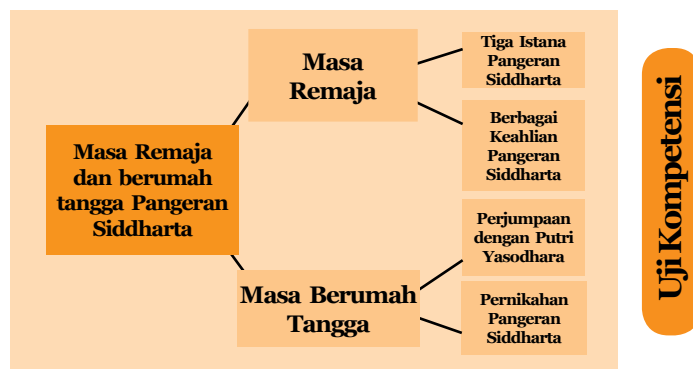 Masa Remaja
dan berumah
tangga Pangeran
Siddharta
Masa
Remaja
Tiga Istana
Pangeran
Siddharta
Berbagai
Keahlian
Pangeran
Siddharta
Masa Berumah
Tangga
Perjumpaan
dengan Putri
Yasodhara
Pernikahan
Pangeran
Siddharta
Uji Kompetensi